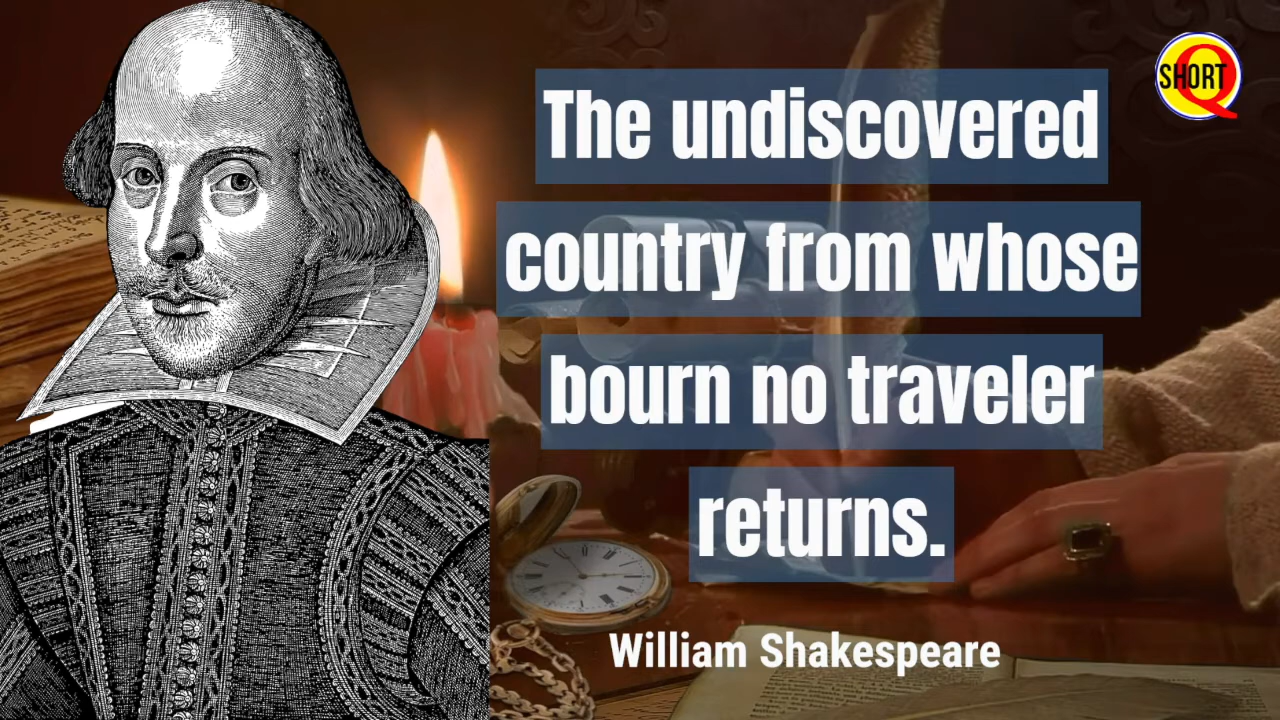 SHORT Q
The undiscovered
country from whose
bourn no traveler
returns.
William Shakespeare